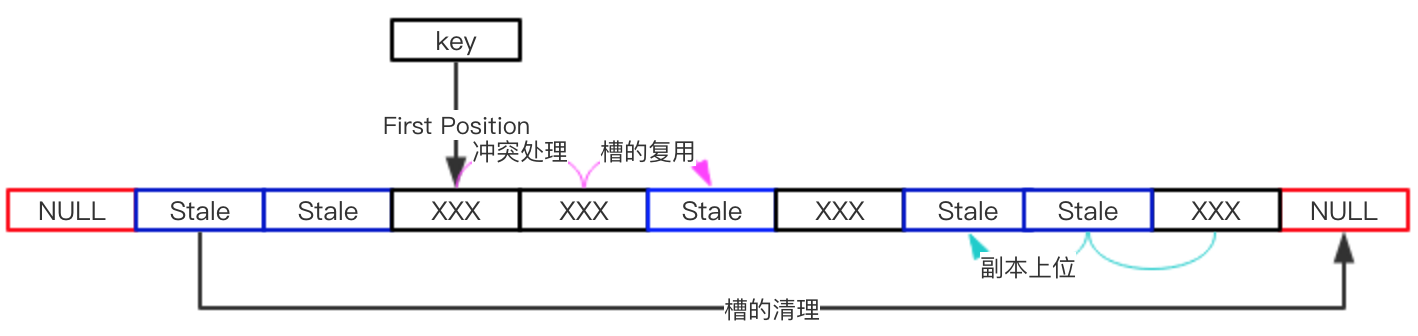 key
First Position
冲突处理
槽的复用
NULL
Stale
Stale
XXX
XXX
Stale
XXX
Stale
Stale
XXX
NULL
副本上位
槽的清理